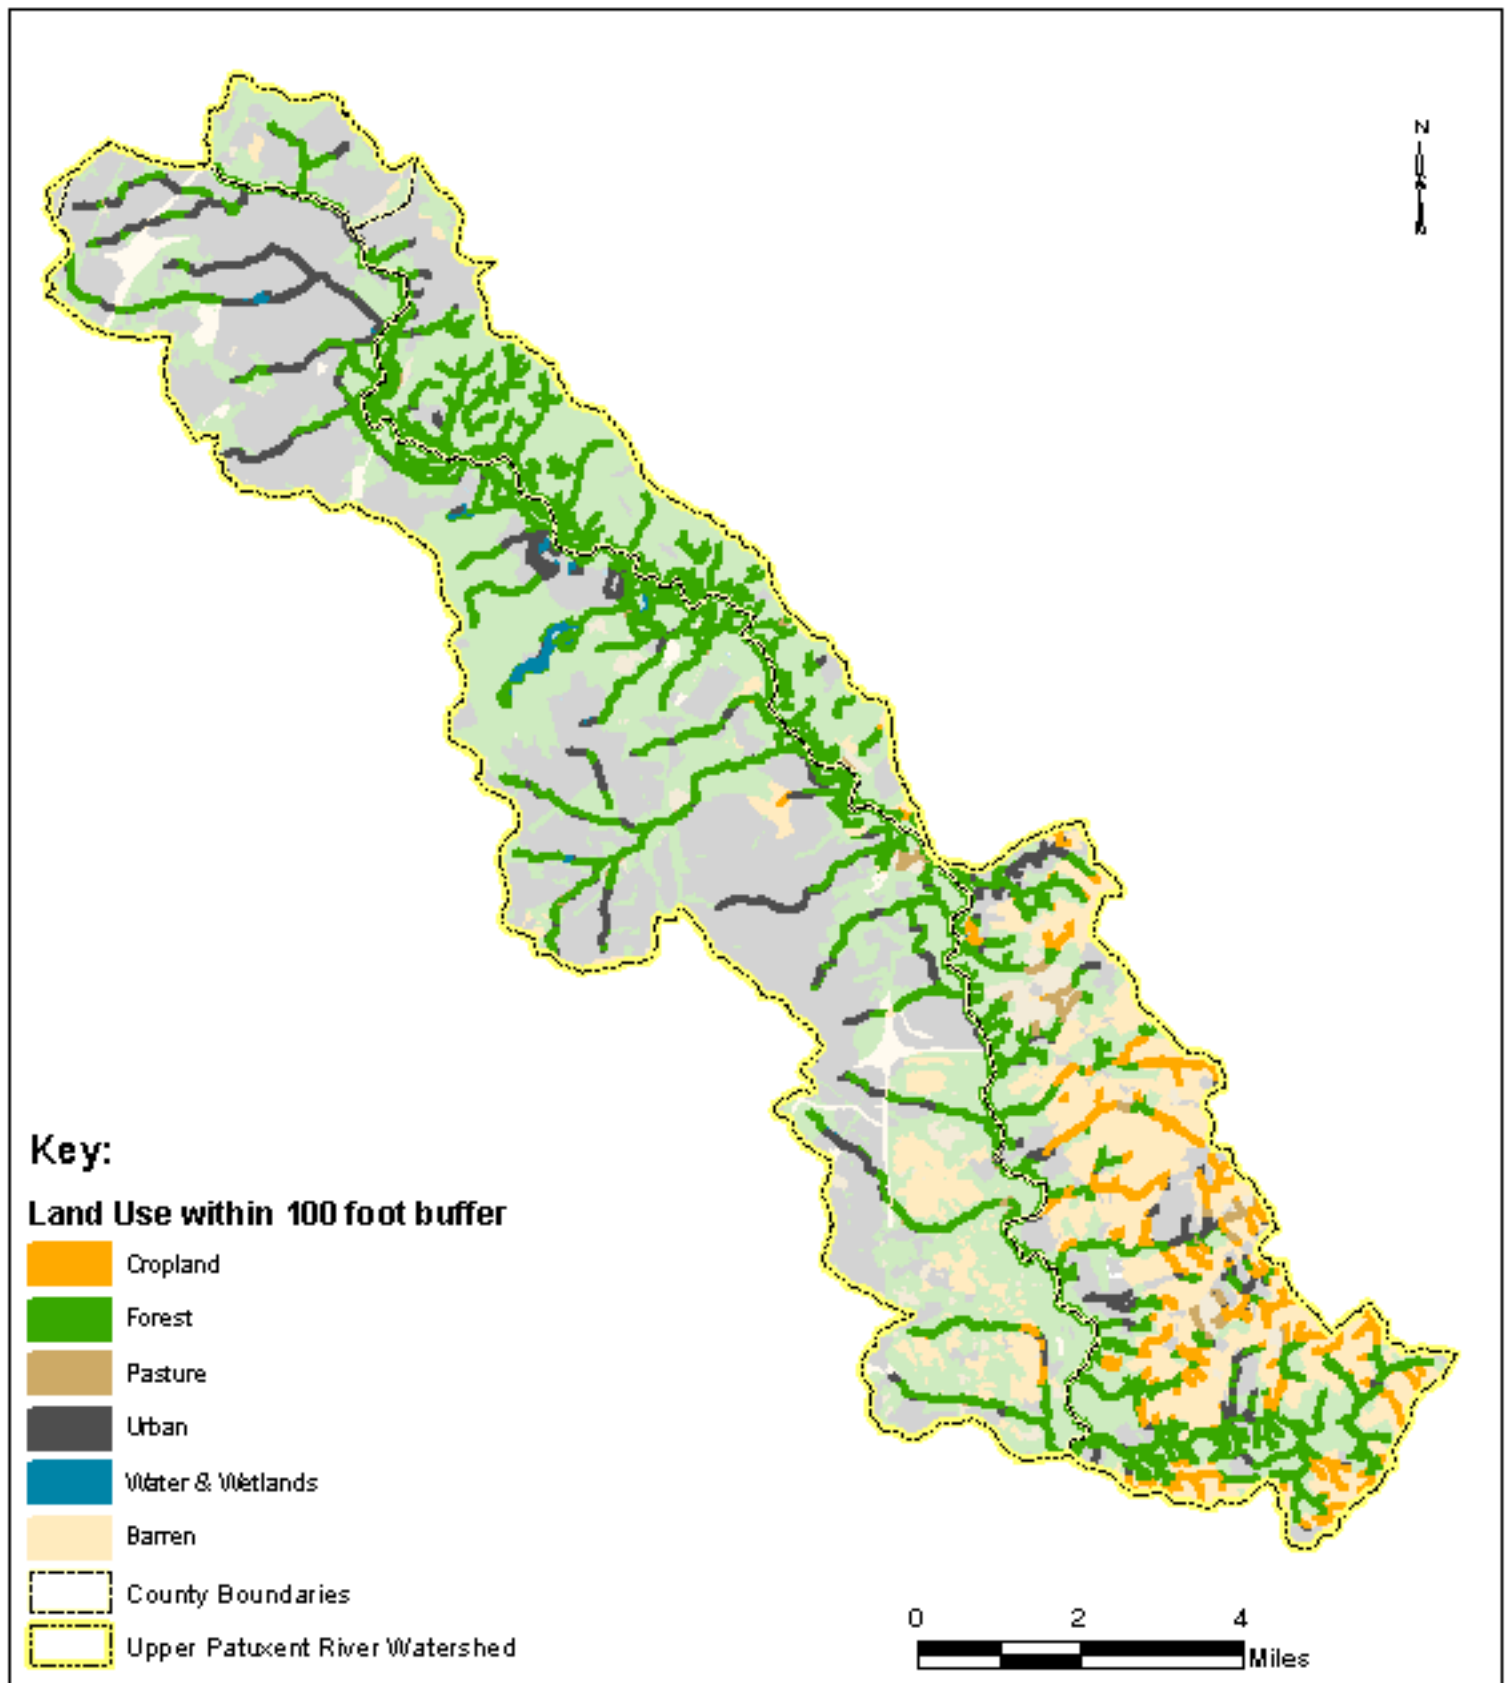 N
Key:
Land Use within 100 foot buffer
Cropland
Forest
Pasture
Urban
Water & Wetlands
Barren
County Boundaries
Upper Patuxent River Watershed
0 2 4
Miles